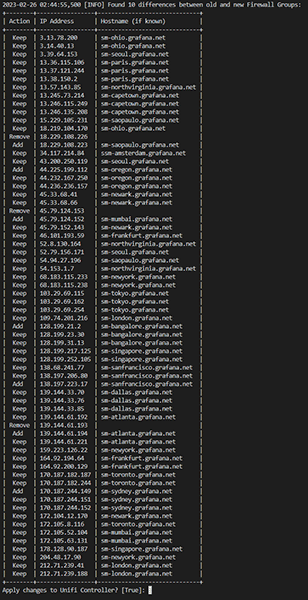 2023-02-26 02:44:55,500 [INFO] Found 10 differences between old and new Firewall Groups:
| Action | IP Address | Hostname (if known) |
| Keep | 3.13.78.200 | sm-ohio.grafana.net |
| Keep | 3.14.40.13 | sm-ohio.grafana.net |
| Keep | 3.39.64.153 | sm-seoul.grafana.net |
| Keep | 13.36.115.106 | sm-paris.grafana.net |
| Keep | 13.37.121.244 | sm-paris.grafana.net |
| Keep | 13.38.150.2 | sm-paris.grafana.net |
| Keep | 13.57.143.85 | sm-northvirginia.grafana.net |
| Keep | 13.245.73.214 | sm-capetown.grafana.net |
| Keep | 13.246.115.249 | sm-capetown.grafana.net |
| Keep | 13.246.135.208 | sm-capetown.grafana.net |
| Keep | 15.229.105.231 | sm-saopaulo.grafana.net |
| Keep | 18.219.104.170 | sm-ohio.grafana.net |
| Remove | 18.229.108.226 | |
| Add | 18.229.108.223 | sm-saopaulo.grafana.net |
| Keep | 34.117.214.84 | ssm-amsterdam.grafana.net |
| Keep | 43.200.250.119 | sm-seoul.grafana.net |
| Add | 44.225.199.112 | sm-oregon.grafana.net |
| Keep | 44.232.167.250 | sm-oregon.grafana.net |
| Keep | 44.236.236.157 | sm-oregon.grafana.net |
| Keep | 45.33.68.41 | sm-newark.grafana.net |
| Keep | 45.33.68.66 | sm-newark.grafana.net |
| Remove | 45.79.124.153 | |
| Add | 45.79.124.152 | sm-mumbai.grafana.net |
| Keep | 45.79.152.143 | sm-newark.grafana.net |
| Keep | 46.101.193.59 | sm-frankfurt.grafana.net |
| Keep | 52.8.130.164 | sm-northvirginia.grafana.net |
| Keep | 52.79.156.171 | sm-seoul.grafana.net |
| Keep | 54.94.27.196 | sm-saopaulo.grafana.net |
| Keep | 54.153.1.7 | sm-northvirginia.grafana.net |
| Keep | 68.183.115.233 | sm-newyork.grafana.net |
| Keep | 68.183.115.238 | sm-newyork.grafana.net |
| Keep | 103.29.69.115 | sm-tokyo.grafana.net |
| Keep | 103.29.69.162 | sm-tokyo.grafana.net |
| Keep | 103.29.69.254 | sm-tokyo.grafana.net |
| Keep | 109.74.201.216 | sm-london.grafana.net |
| Add | 128.199.21.2 | sm-bangalore.grafana.net |
| Keep | 128.199.23.30 | sm-bangalore.grafana.net |
| Keep | 128.199.31.13 | sm-bangalore.grafana.net |
| Keep | 128.199.217.125 | sm-singapore.grafana.net |
| Keep | 128.199.252.105 | sm-singapore.grafana.net |
| Keep | 138.68.241.77 | sm-sanfrancisco.grafana.net |
| Keep | 138.197.206.80 | sm-sanfrancisco.grafana.net |
| Add | 138.197.223.17 | sm-sanfrancisco.grafana.net |
| Keep | 139.144.33.70 | sm-dallas.grafana.net |
| Keep | 139.144.33.76 | sm-dallas.grafana.net |
| Keep | 139.144.33.85 | sm-dallas.grafana.net |
| Keep | 139.144.61.192 | sm-atlanta.grafana.net |
| Remove | 139.144.61.193 | |
| Add | 139.144.61.194 | sm-atlanta.grafana.net |
| Keep | 139.144.61.221 | sm-atlanta.grafana.net |
| Keep | 159.223.126.22 | sm-newyork.grafana.net |
| Keep | 164.92.194.64 | sm-frankfurt.grafana.net |
| Keep | 164.92.200.129 | sm-frankfurt.grafana.net |
| Keep | 170.187.182.187 | sm-toronto.grafana.net |
| Keep | 170.187.182.244 | sm-toronto.grafana.net |
| Add | 170.187.244.149 | sm-sydney.grafana.net |
| Keep | 170.187.244.151 | sm-sydney.grafana.net |
| Keep | 170.187.244.152 | sm-sydney.grafana.net |
| Keep | 172.104.12.170 | sm-newark.grafana.net |
| Keep | 172.105.8.116 | sm-toronto.grafana.net |
| Keep | 172.105.52.104 | sm-mumbai.grafana.net |
| Keep | 172.105.63.131 | sm-mumbai.grafana.net |
| Keep | 178.128.90.187 | sm-singapore.grafana.net |
| Keep | 204.48.17.90 | sm-newyork.grafana.net |
| Keep | 212.71.239.41 | sm-london.grafana.net |
| Keep | 212.71.239.188 | sm-london.grafana.net |
Apply changes to Unifi Controller? [True]: